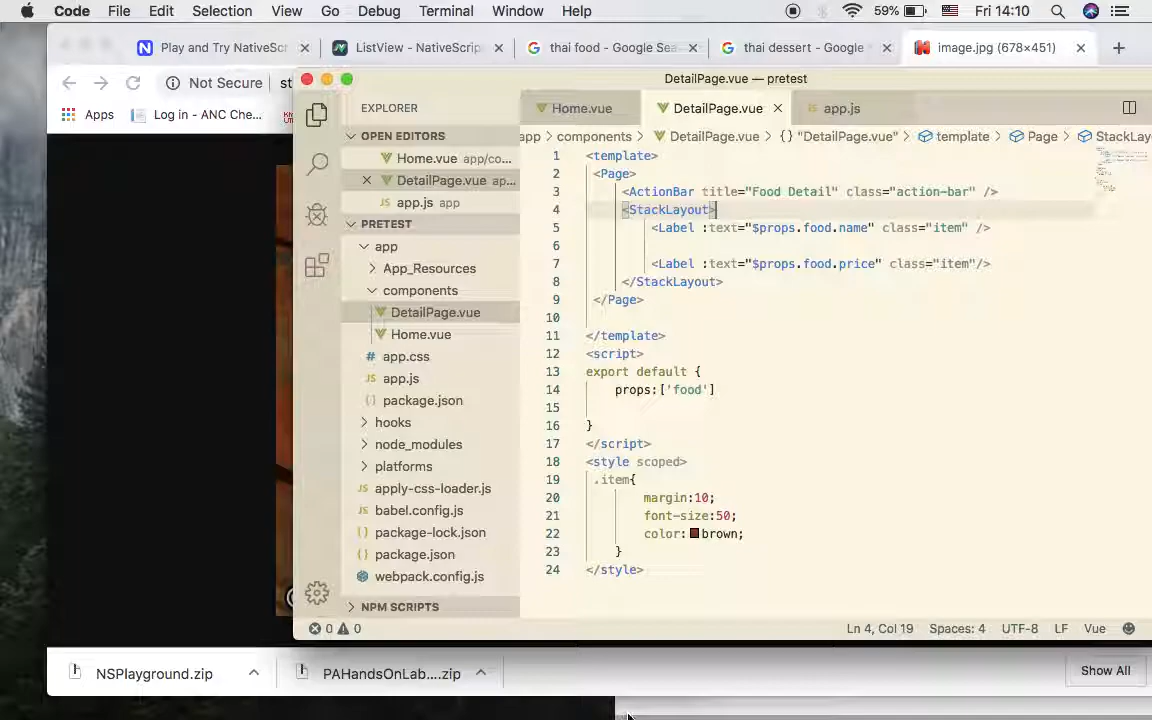 Code File Edit Selection View Go Debug Terminal Window Help 59% Fri 14:10
Play and Try NativeScr
ListView - NativeScrip
thai food - Google Sea
thai dessert - Google
image.jpg (678×451)
Not Secure
Apps Log in - ANC Che...
DetailPage.vue — pretest
EXPLORER
OPEN EDITORS
Home.vue app/co...
DetailPage.vue ap...
app.js app
PRETEST
app
App_Resources
components
DetailPage.vue
Home.vue
app.css
app.js
package.json
hooks
node_modules
platforms
apply-css-loader.js
babel.config.js
package-lock.json
package.json
webpack.config.js
NPM SCRIPTS
Home.vue DetailPage.vue app.js
app > components > DetailPage.vue > {} "DetailPage.vue" > template > Page > StackLay
1 <template>
2 <Page>
3 <ActionBar title="Food Detail" class="action-bar" />
4 <StackLayout>
5 <Label :text="$props.food.name" class="item" />
6
7 <Label :text="$props.food.price" class="item"/>
8 </StackLayout>
9 </Page>
10
11 </template>
12 <script>
13 export default {
14 props:['food']
15
16 }
17 </script>
18 <style scoped>
19 .item{
20 margin:10;
21 font-size:50;
22 color: brown;
23 }
24 </style>
0 0 Ln 4, Col 19 Spaces: 4 UTF-8 LF Vue
NSPlayground.zip PAHandsOnLab....zip Show All